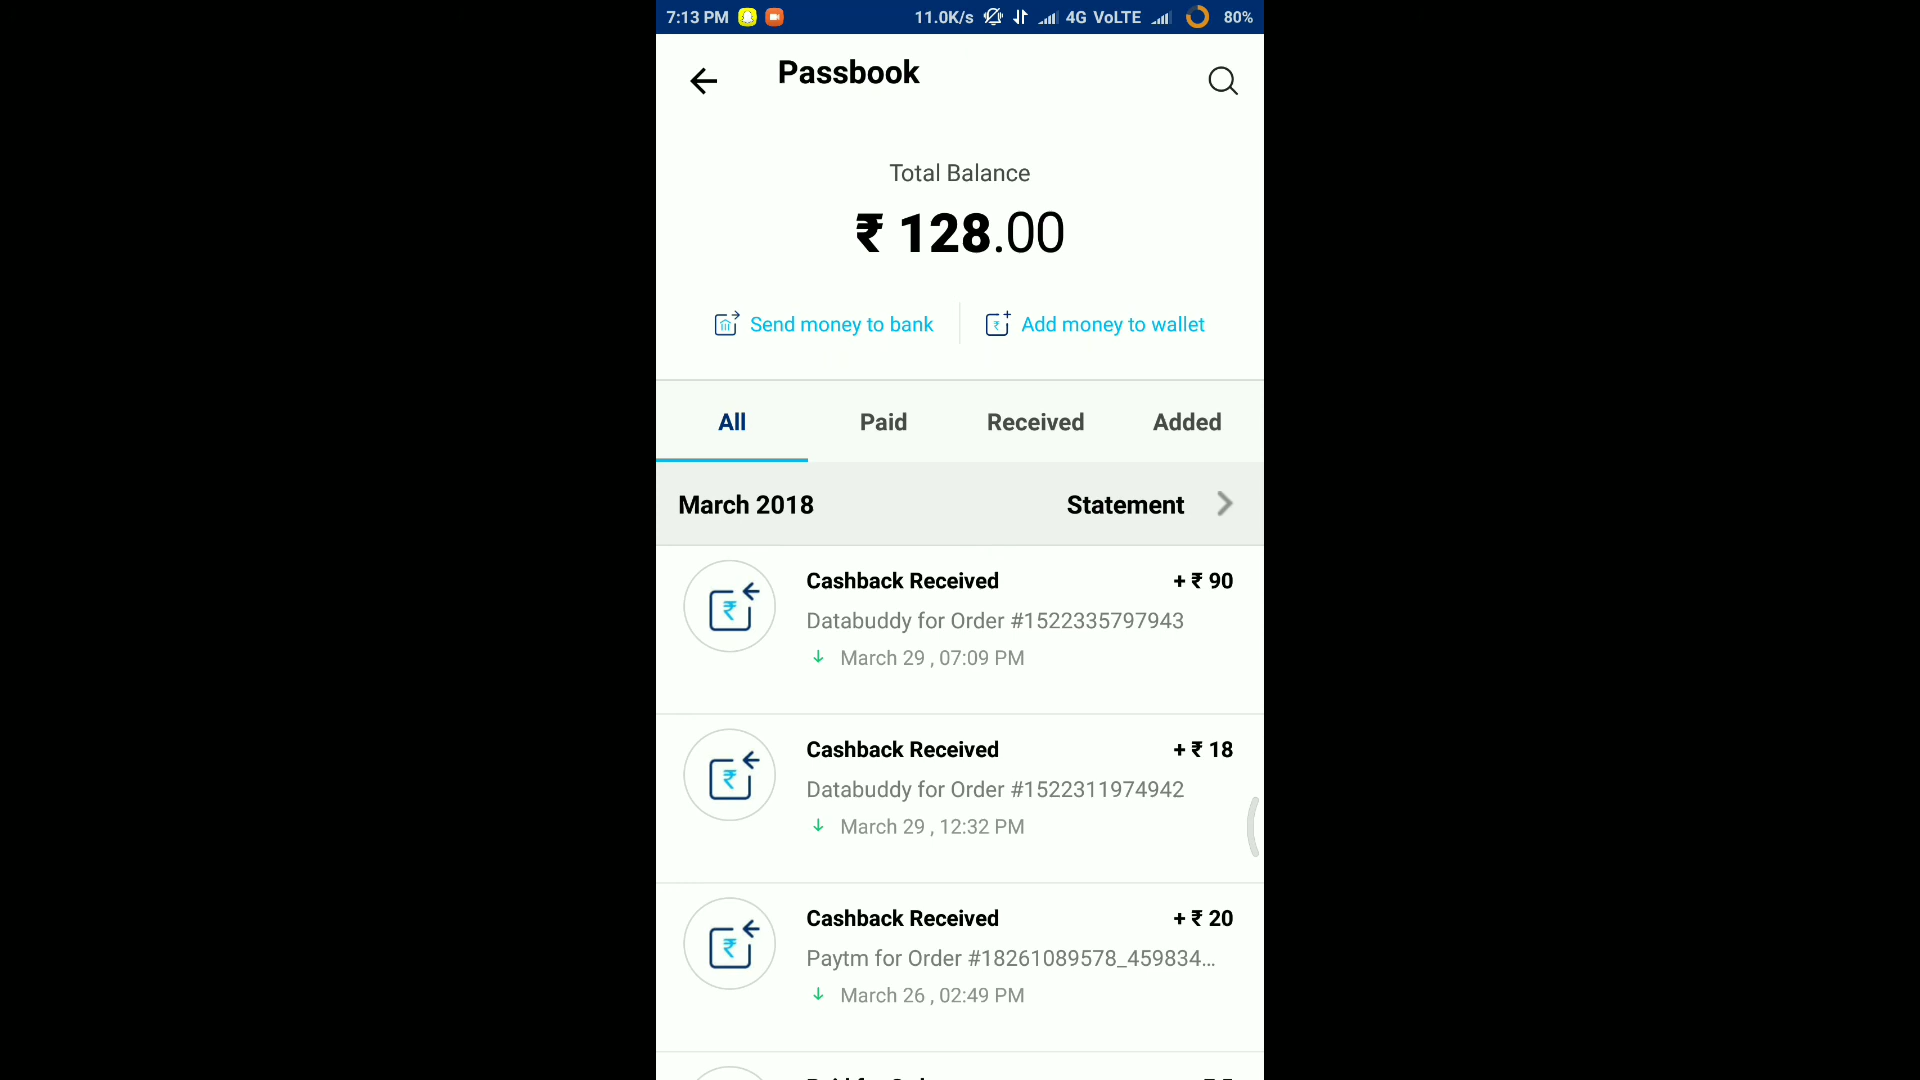 7:13 PM 11.0K/s 4G VoLTE 80%
Passbook
Total Balance
₹ 128.00
Send money to bank Add money to wallet
All Paid Received Added
March 2018 Statement
Cashback Received + ₹ 90
Databuddy for Order #1522335797943
March 29 , 07:09 PM
Cashback Received + ₹ 18
Databuddy for Order #1522311974942
March 29 , 12:32 PM
Cashback Received + ₹ 20
Paytm for Order #18261089578_459834...
March 26 , 02:49 PM